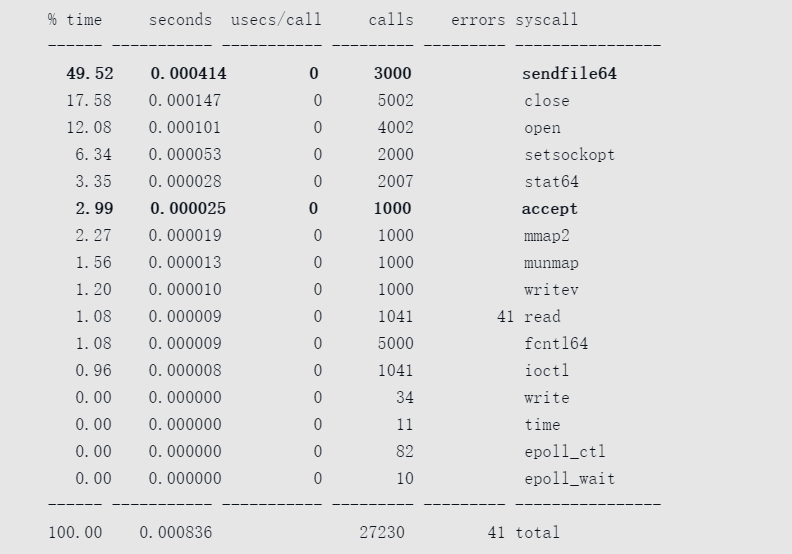 % time seconds usecs/call calls errors syscall
------ ----------- ----------- --------- --------- ----------------
49.52 0.000414 0 3000 sendfile64
17.58 0.000147 0 5002 close
12.08 0.000101 0 4002 open
6.34 0.000053 0 2000 setsockopt
3.35 0.000028 0 2007 stat64
2.99 0.000025 0 1000 accept
2.27 0.000019 0 1000 mmap2
1.56 0.000013 0 1000 munmap
1.20 0.000010 0 1000 writev
1.08 0.000009 0 1041 41 read
1.08 0.000009 0 5000 fcntl64
0.96 0.000008 0 1041 ioctl
0.00 0.000000 0 34 write
0.00 0.000000 0 11 time
0.00 0.000000 0 82 epoll_ctl
0.00 0.000000 0 10 epoll_wait
------ ----------- ----------- --------- --------- ----------------
100.00 0.000836 27230 41 total